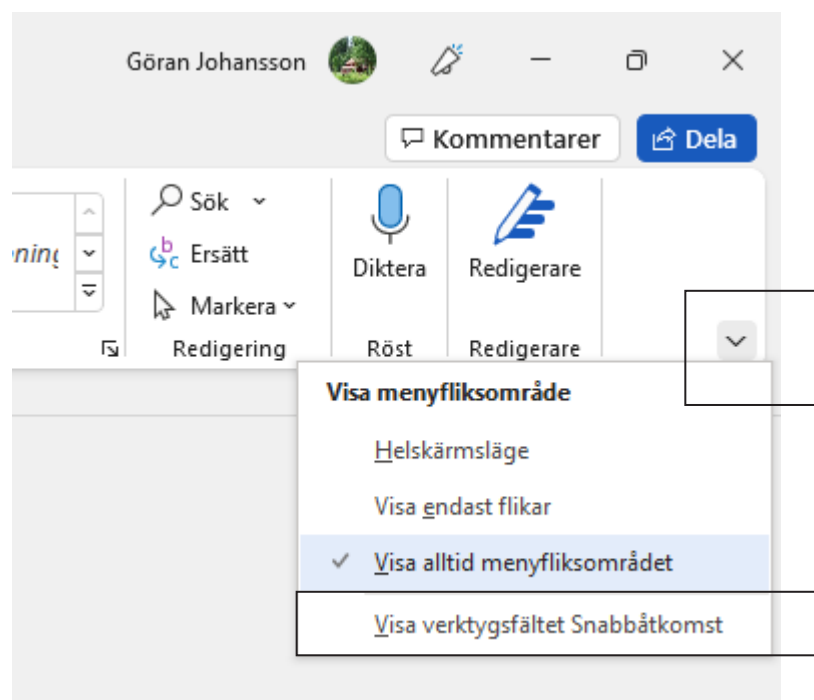 Göran Johansson
Kommentarer Dela
Sök
Ersätt
Markera
Diktera
Redigerare
Redigering Röst Redigerare
Visa menyfliksområde
Helskärmsläge
Visa endast flikar
Visa alltid menyfliksområdet
Visa verktygsfältet Snabbåtkomst